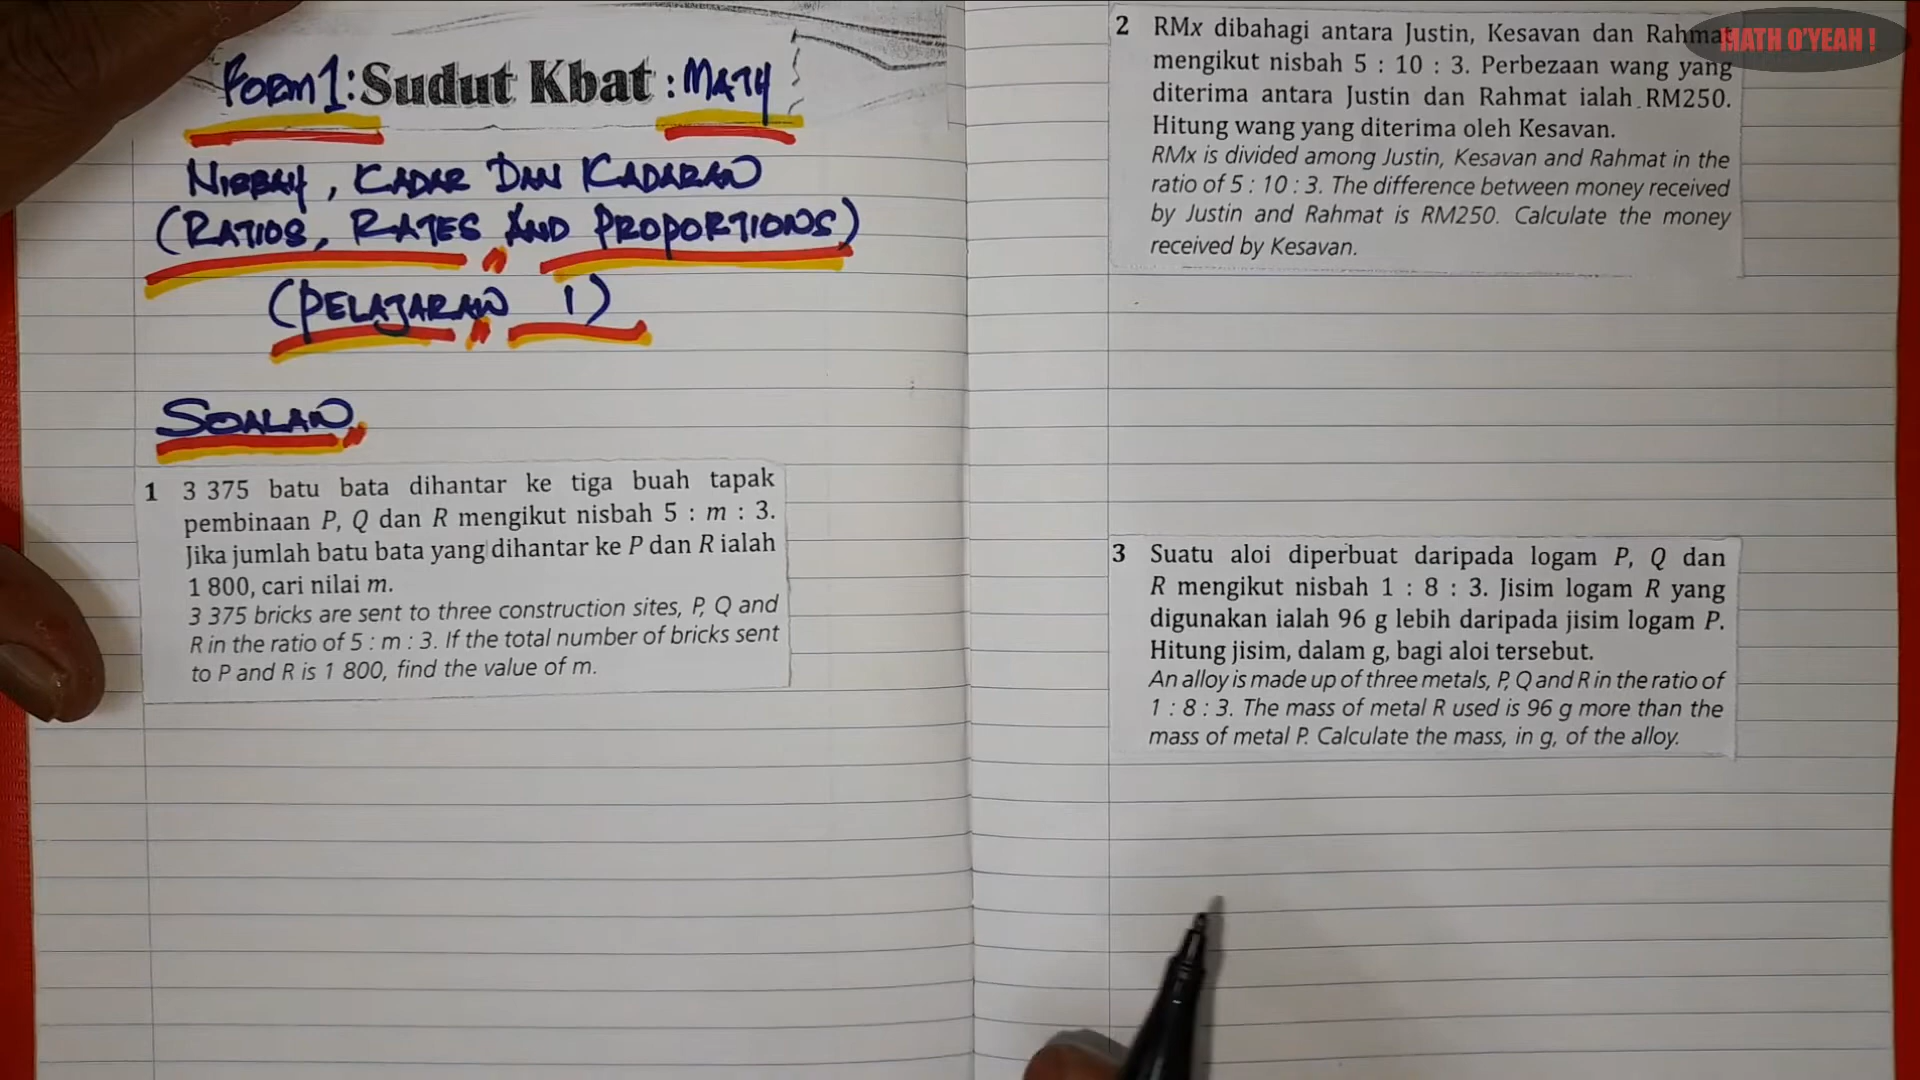 FORM 1: Sudut Kbat : MATH
NISBAH, KADAR DAN KADARAN
(RATIOS, RATES AND PROPORTIONS)
(PELAJARAN 1)
SOALAN
1 3 375 batu bata dihantar ke tiga buah tapak
pembinaan P, Q dan R mengikut nisbah 5 : m : 3.
Jika jumlah batu bata yang dihantar ke P dan R ialah
1 800, cari nilai m.
3 375 bricks are sent to three construction sites, P, Q and
R in the ratio of 5 : m : 3. If the total number of bricks sent
to P and R is 1 800, find the value of m.
2 RMx dibahagi antara Justin, Kesavan dan Rahmat
mengikut nisbah 5 : 10 : 3. Perbezaan wang yang
diterima antara Justin dan Rahmat ialah RM250.
Hitung wang yang diterima oleh Kesavan.
RMx is divided among Justin, Kesavan and Rahmat in the
ratio of 5 : 10 : 3. The difference between money received
by Justin and Rahmat is RM250. Calculate the money
received by Kesavan.
3 Suatu aloi diperbuat daripada logam P, Q dan
R mengikut nisbah 1 : 8 : 3. Jisim logam R yang
digunakan ialah 96 g lebih daripada jisim logam P.
Hitung jisim, dalam g, bagi aloi tersebut.
An alloy is made up of three metals, P, Q and R in the ratio of
1 : 8 : 3. The mass of metal R used is 96 g more than the
mass of metal P. Calculate the mass, in g, of the alloy.
MATH O'YEAH !